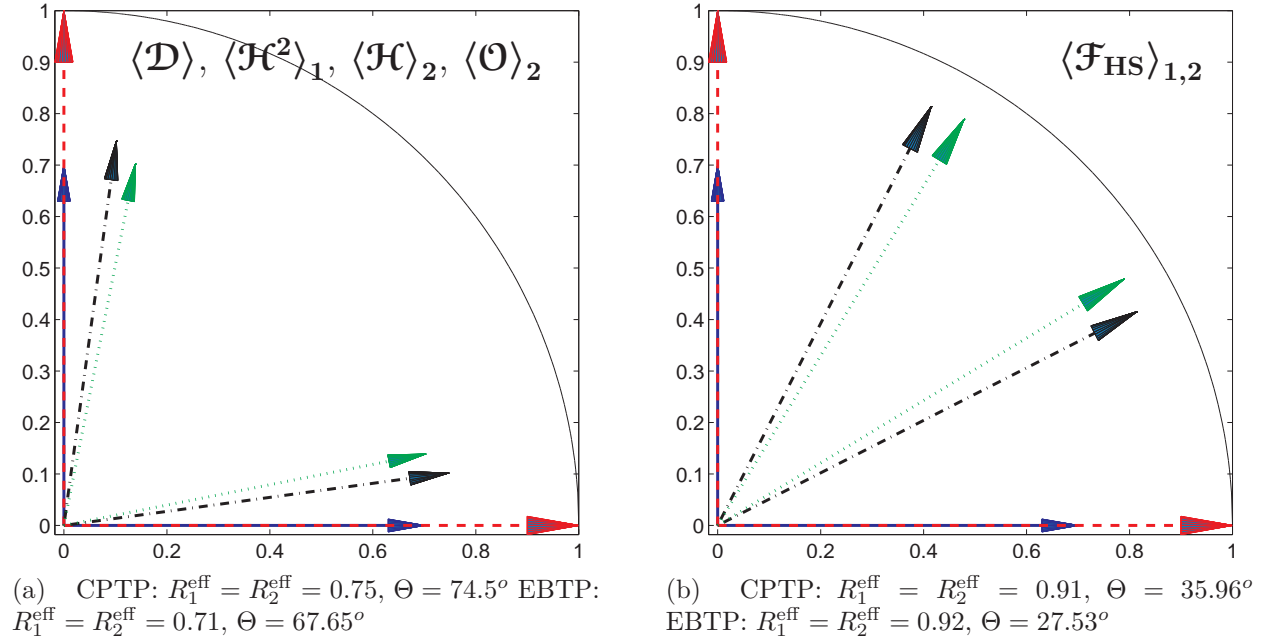 ⟨𝒟⟩, ⟨ℋ²⟩₁, ⟨ℋ⟩₂, ⟨𝒪⟩₂
1
0.9
0.8
0.7
0.6
0.5
0.4
0.3
0.2
0.1
0
0 0.2 0.4 0.6 0.8 1
(a) CPTP: R₁^eff = R₂^eff = 0.75, Θ = 74.5° EBTP:
R₁^eff = R₂^eff = 0.71, Θ = 67.65°
⟨ℱ_HS⟩₁,₂
1
0.9
0.8
0.7
0.6
0.5
0.4
0.3
0.2
0.1
0
0 0.2 0.4 0.6 0.8 1
(b) CPTP: R₁^eff = R₂^eff = 0.91, Θ = 35.96°
EBTP: R₁^eff = R₂^eff = 0.92, Θ = 27.53°